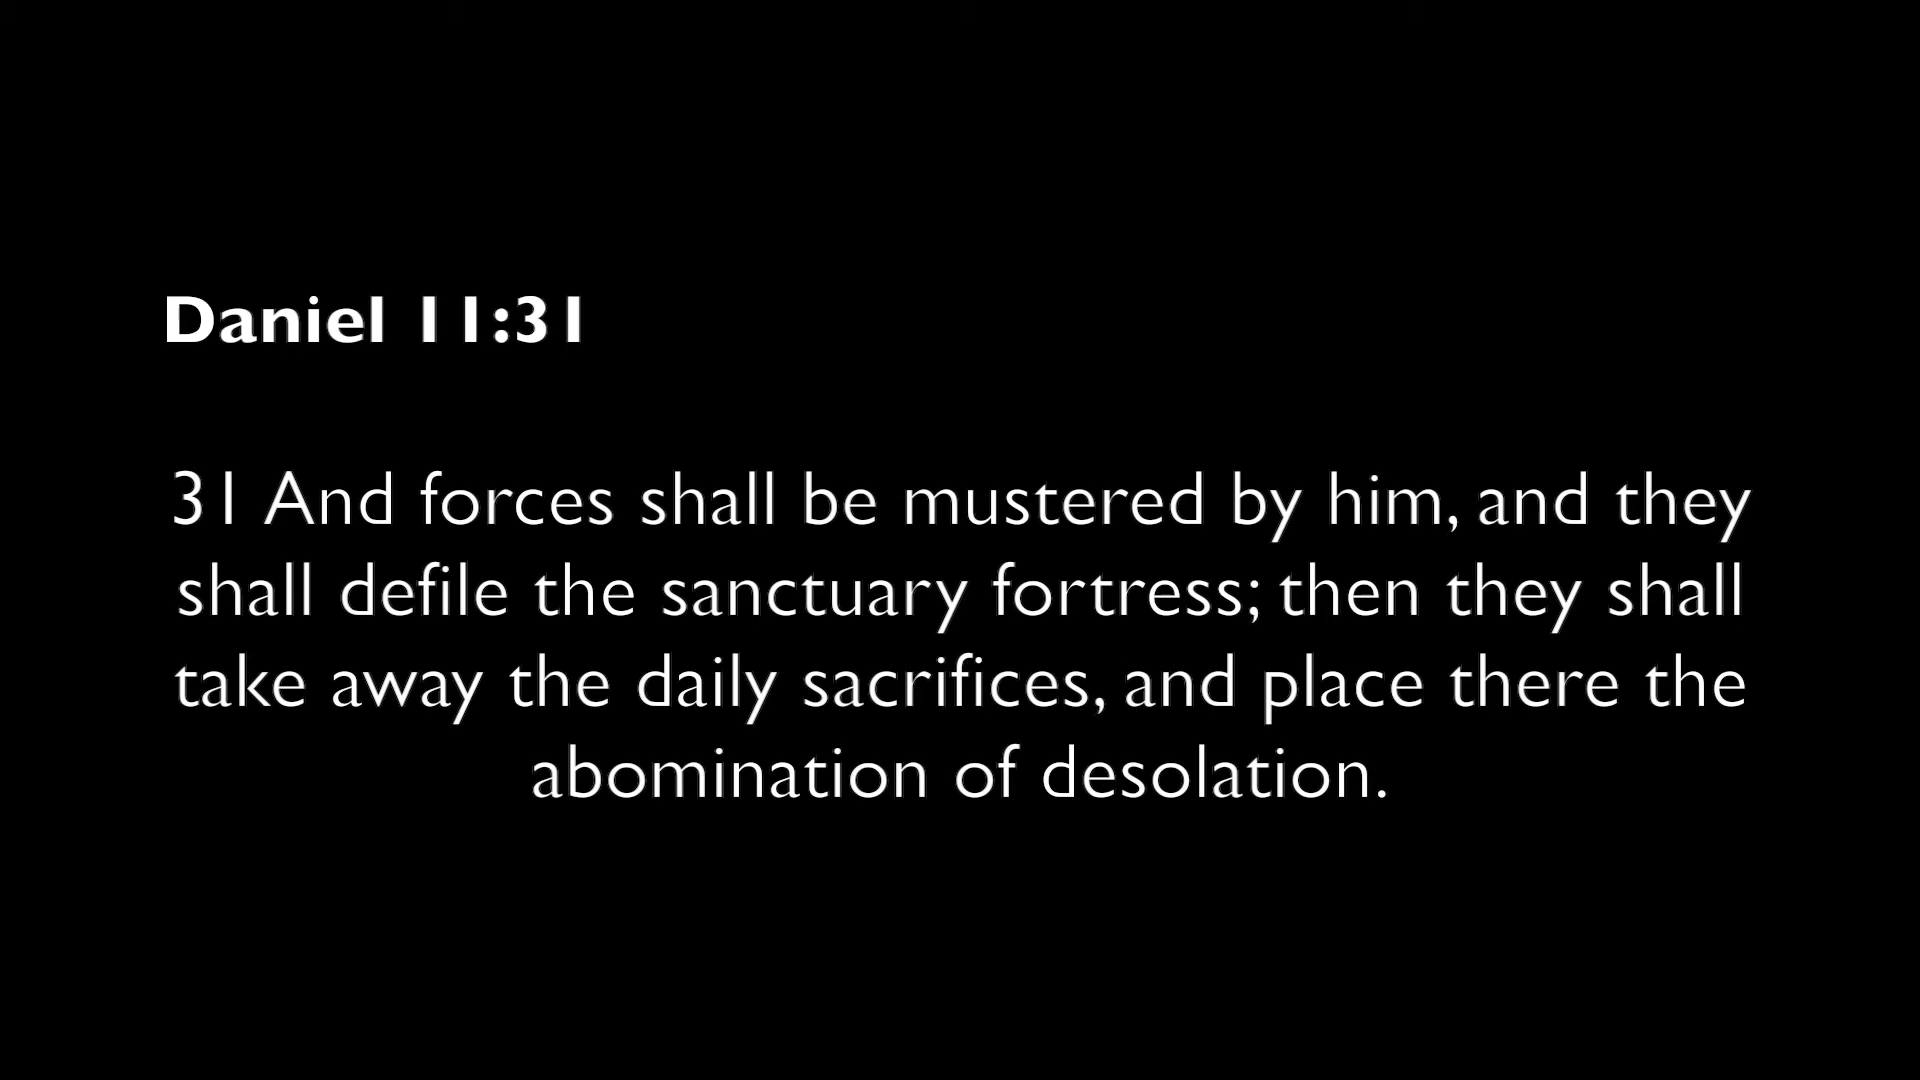 Daniel 11:31
31 And forces shall be mustered by him, and they
shall defile the sanctuary fortress; then they shall
take away the daily sacrifices, and place there the
abomination of desolation.